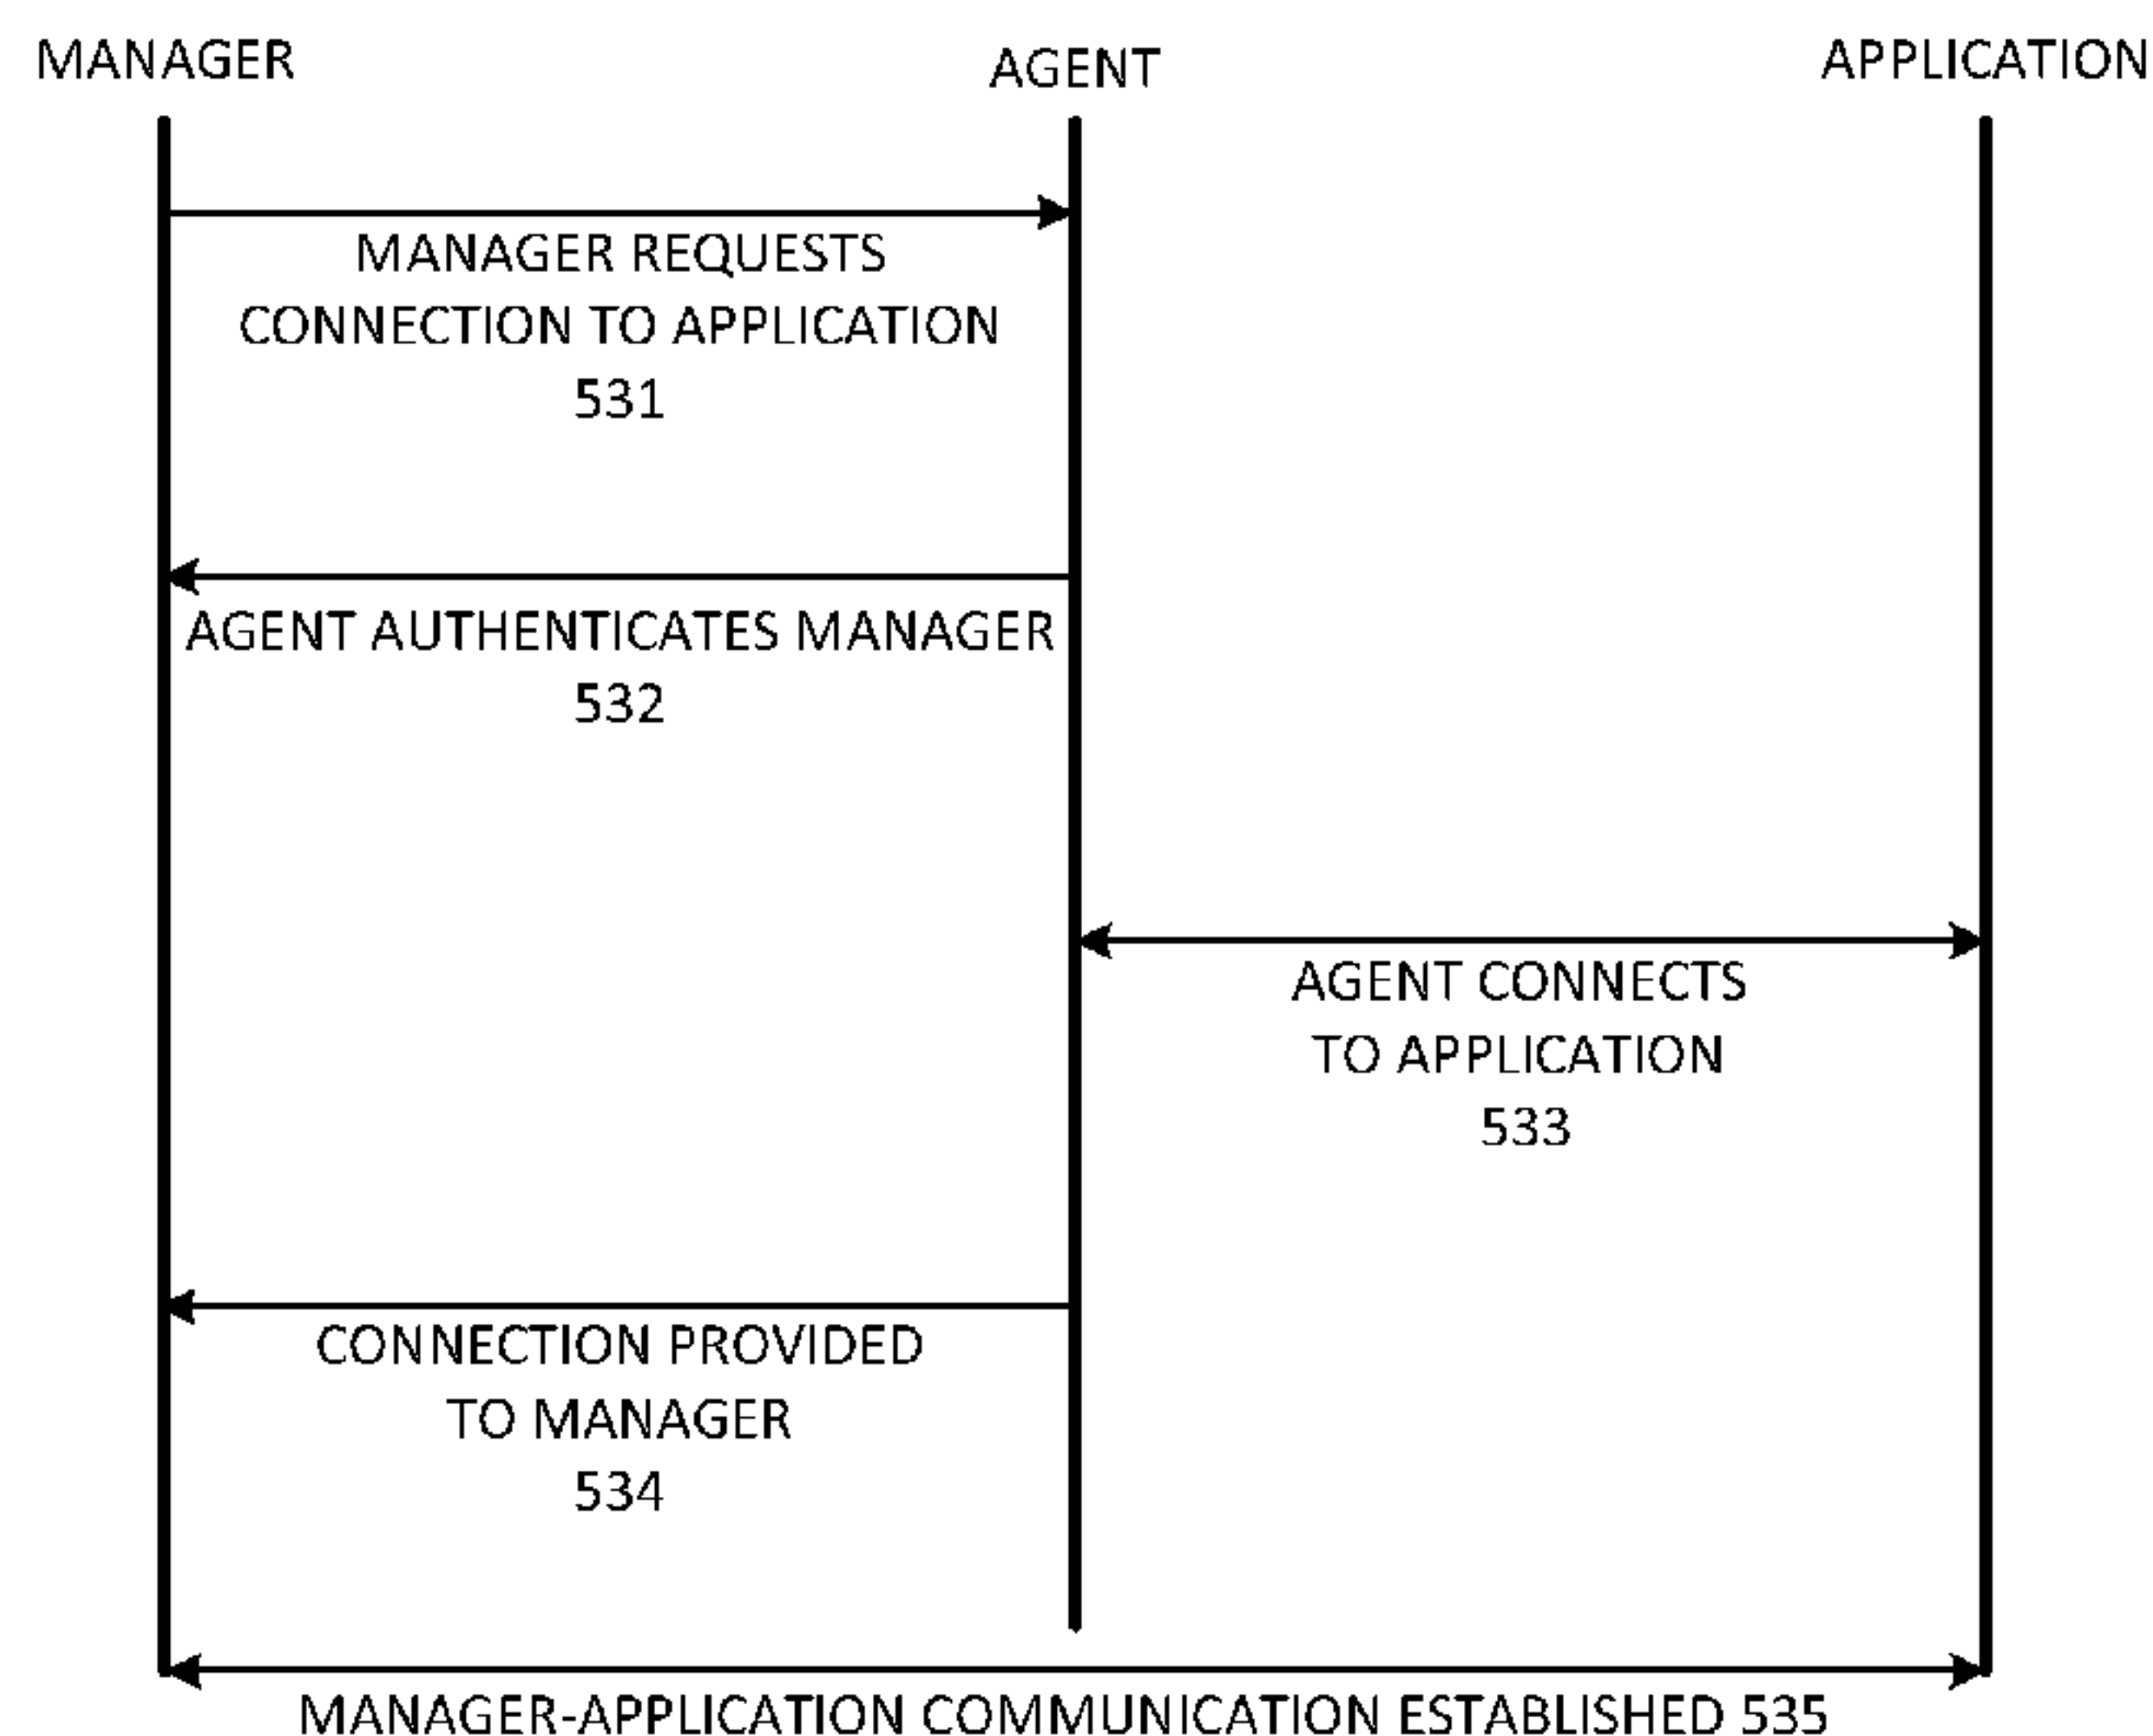 MANAGER
AGENT
APPLICATION
MANAGER REQUESTS
CONNECTION TO APPLICATION
531
AGENT AUTHENTICATES MANAGER
532
AGENT CONNECTS
TO APPLICATION
533
CONNECTION PROVIDED
TO MANAGER
534
MANAGER-APPLICATION COMMUNICATION ESTABLISHED 535